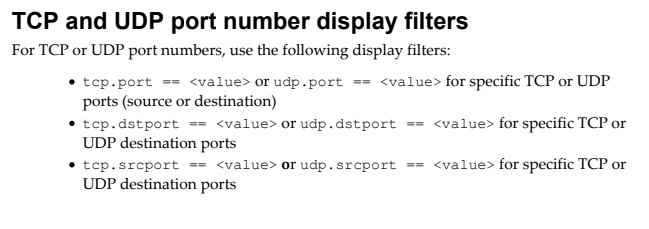 TCP and UDP port number display filters
For TCP or UDP port numbers, use the following display filters:
• tcp.port == <value> or udp.port == <value> for specific TCP or UDP
ports (source or destination)
• tcp.dstport == <value> or udp.dstport == <value> for specific TCP or
UDP destination ports
• tcp.srcport == <value> or udp.srcport == <value> for specific TCP or
UDP destination ports